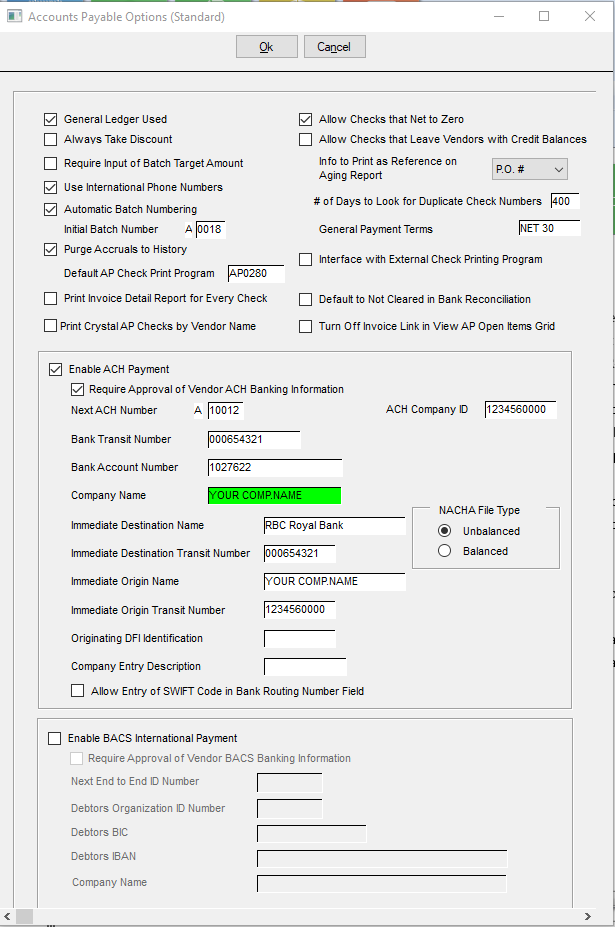 Accounts Payable Options (Standard)
Ok Cancel
General Ledger Used
Always Take Discount
Require Input of Batch Target Amount
Use International Phone Numbers
Automatic Batch Numbering
Initial Batch Number A 0018
Purge Accruals to History
Default AP Check Print Program AP0280
Print Invoice Detail Report for Every Check
Print Crystal AP Checks by Vendor Name
Allow Checks that Net to Zero
Allow Checks that Leave Vendors with Credit Balances
Info to Print as Reference on
Aging Report P.O. #
# of Days to Look for Duplicate Check Numbers 400
General Payment Terms NET 30
Interface with External Check Printing Program
Default to Not Cleared in Bank Reconciliation
Turn Off Invoice Link in View AP Open Items Grid
Enable ACH Payment
Require Approval of Vendor ACH Banking Information
Next ACH Number A 10012 ACH Company ID 1234560000
Bank Transit Number 000654321
Bank Account Number 1027622
Company Name YOUR COMP.NAME
Immediate Destination Name RBC Royal Bank
Immediate Destination Transit Number 000654321
Immediate Origin Name YOUR COMP.NAME
Immediate Origin Transit Number 1234560000
Originating DFI Identification
Company Entry Description
Allow Entry of SWIFT Code in Bank Routing Number Field
NACHA File Type
Unbalanced
Balanced
Enable BACS International Payment
Require Approval of Vendor BACS Banking Information
Next End to End ID Number
Debtors Organization ID Number
Debtors BIC
Debtors IBAN
Company Name